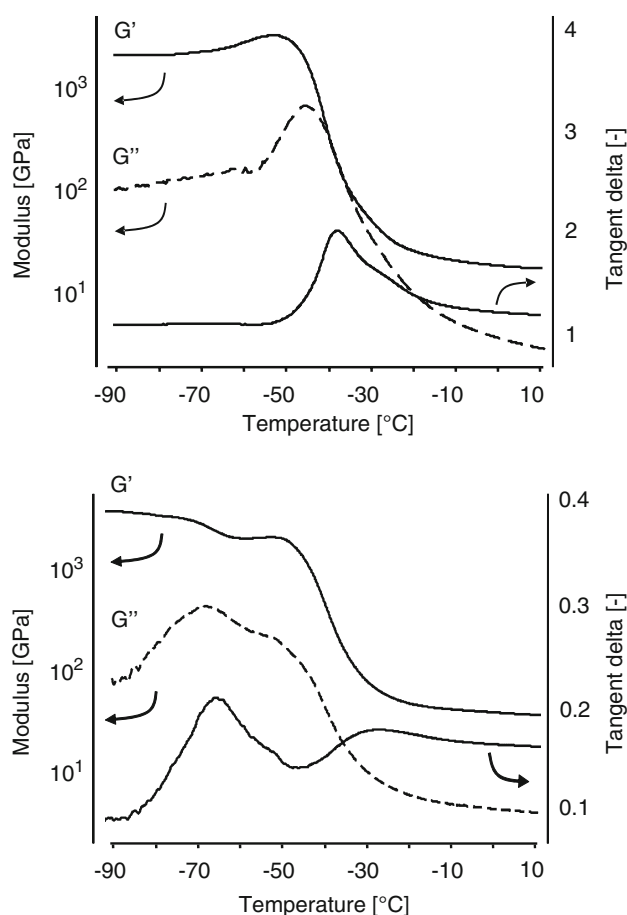 G’
4
10³
3
G’’
10²
2
10¹
1
Modulus [GPa]
Tangent delta [-]
-90 -70 -50 -30 -10 10
Temperature [°C]
G’
0.4
10³
0.3
G’’
10²
0.2
10¹
0.1
Modulus [GPa]
Tangent delta [-]
-90 -70 -50 -30 -10 10
Temperature [°C]